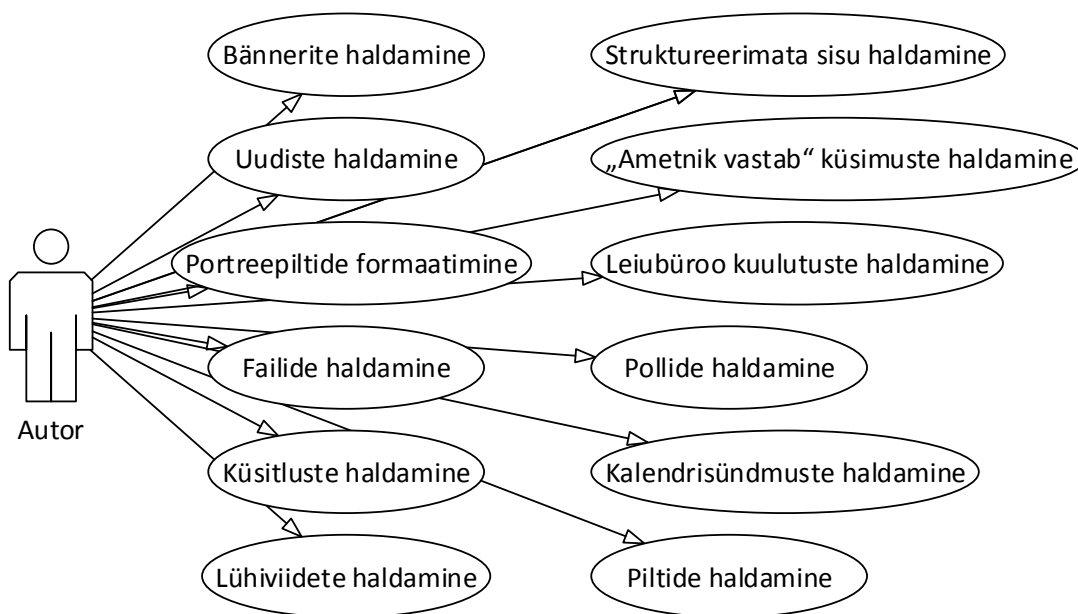 Bännerite haldamine
Struktureerimata sisu haldamine
Uudiste haldamine
„Ametnik vastab“ küsimuste haldamine
Portreepiltide formaatimine
Leiubüroo kuulutuste haldamine
Failide haldamine
Pollide haldamine
Autor
Küsitluste haldamine
Kalendrisündmuste haldamine
Lühiviidete haldamine
Piltide haldamine